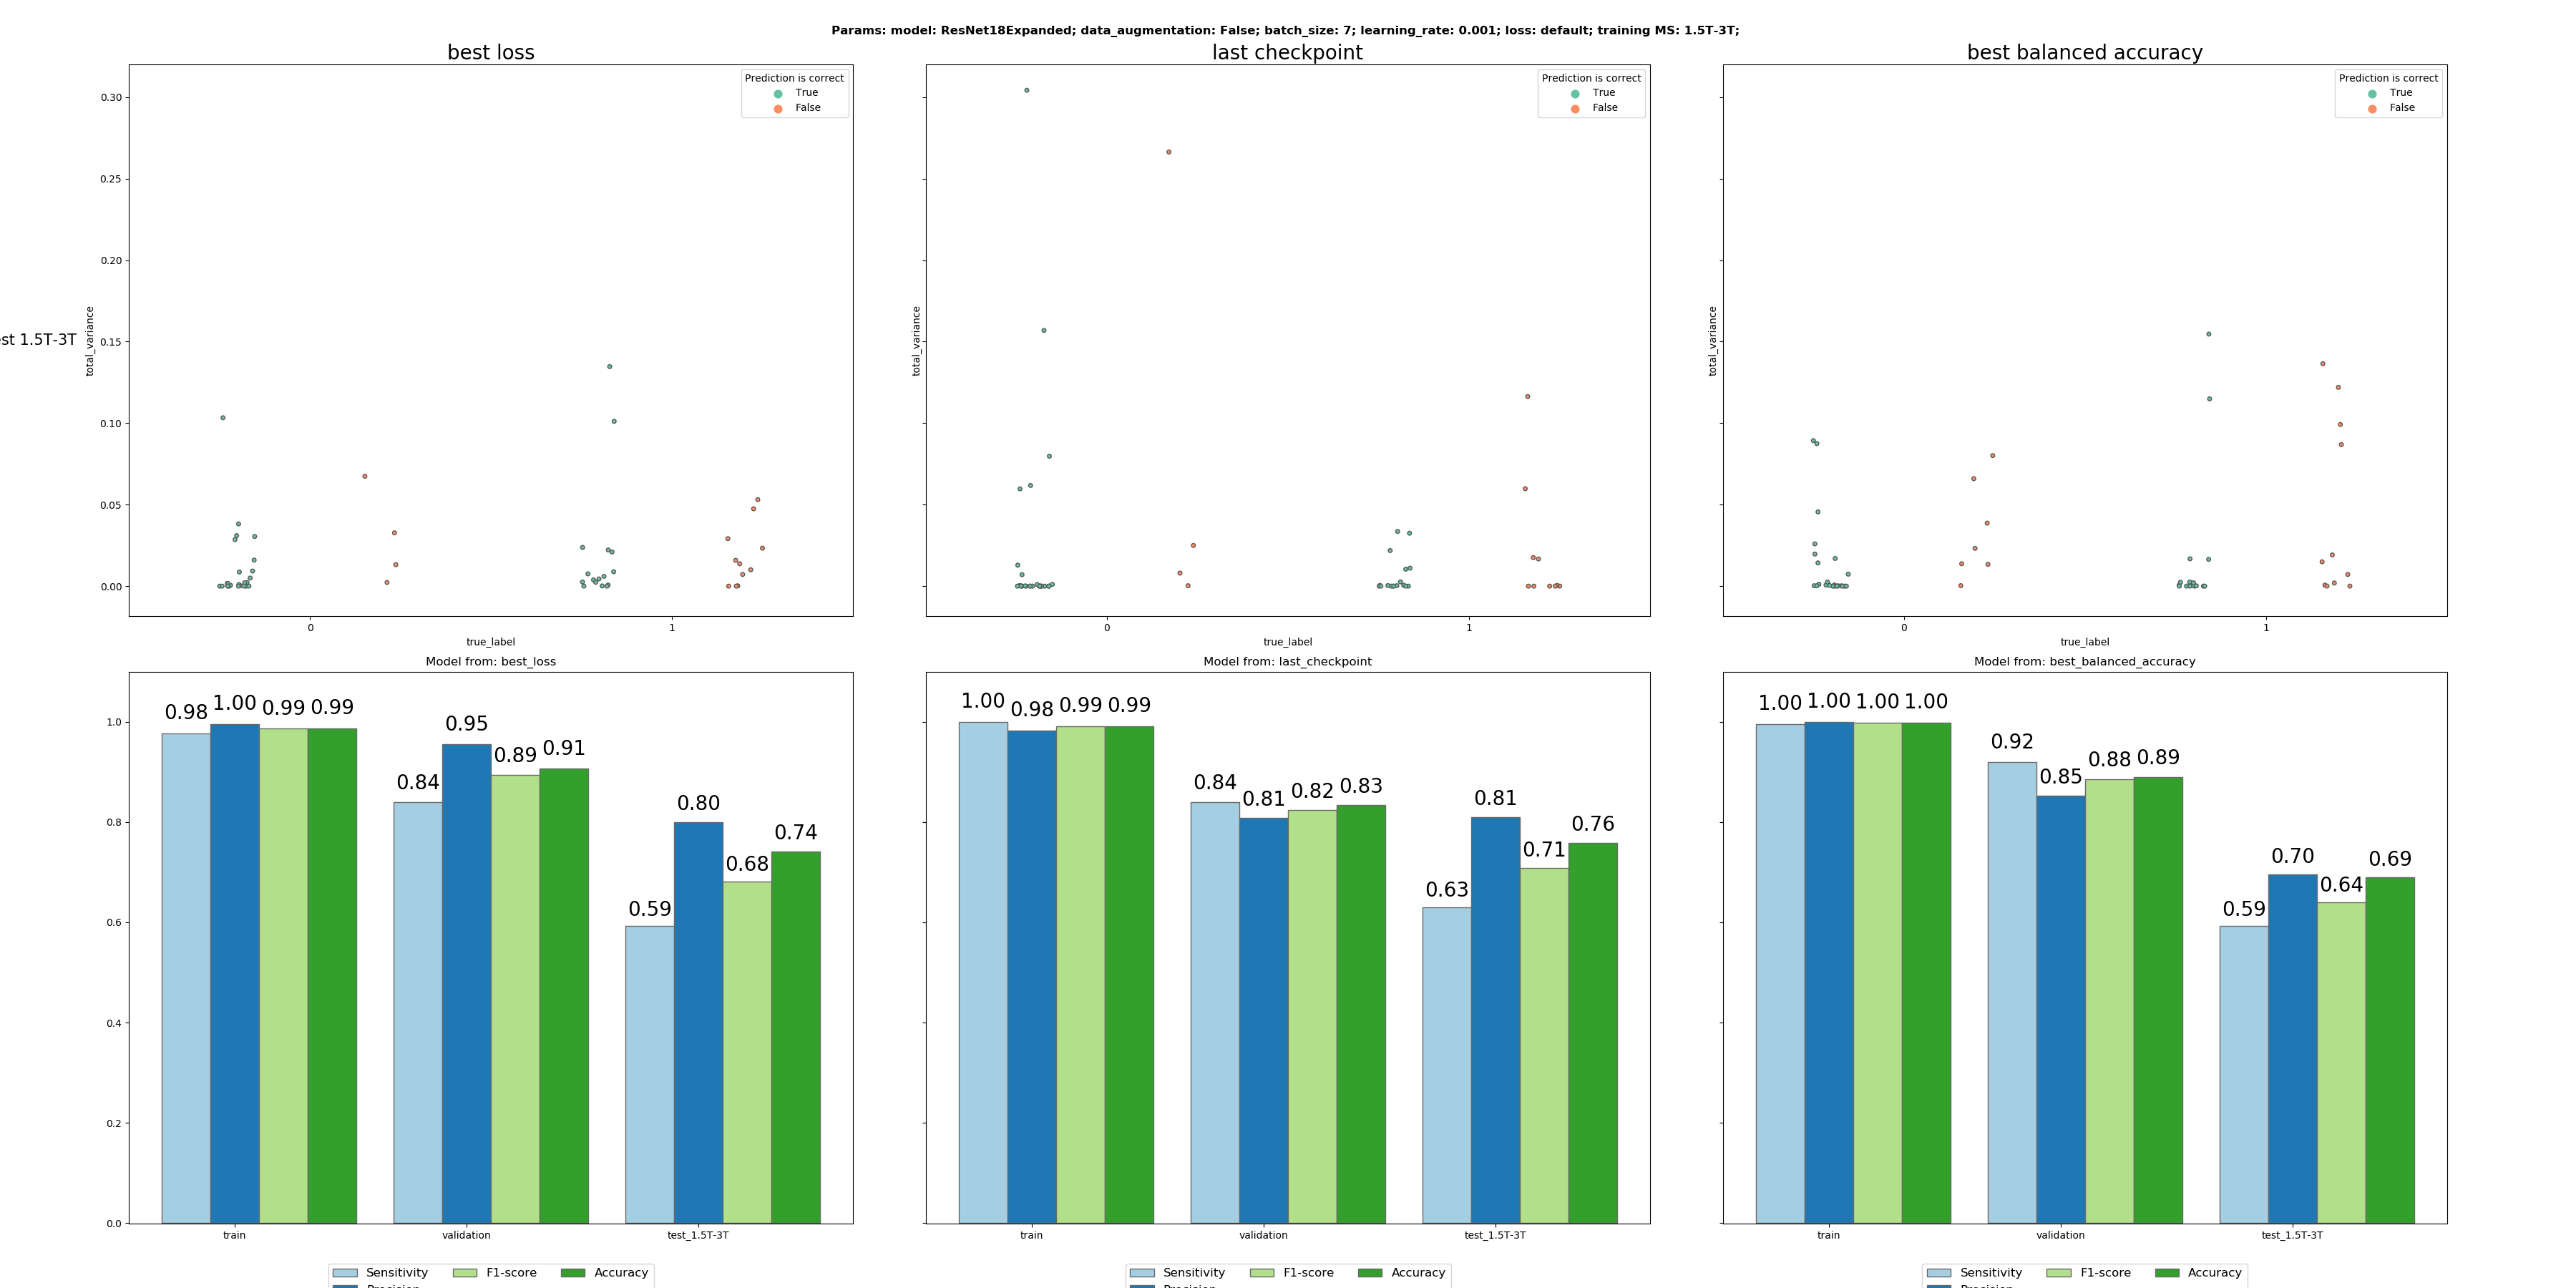 Params: model: ResNet18Expanded; data_augmentation: False; batch_size: 7; learning_rate: 0.001; loss: default; training MS: 1.5T-3T;
best loss
last checkpoint
best balanced accuracy
Prediction is correct
True
False
Prediction is correct
True
False
Prediction is correct
True
False
0.30
0.25
0.20
0.15
0.10
0.05
0.00
1.5T-3T
total_variance
total_variance
total_variance
0 1
0 1
0 1
true_label
true_label
true_label
Model from: best_loss
Model from: last_checkpoint
Model from: best_balanced_accuracy
1.0
0.8
0.6
0.4
0.2
0.0
0.98 1.00 0.99 0.99
0.84 0.95 0.89 0.91
0.59 0.80 0.68 0.74
1.00 0.98 0.99 0.99
0.84 0.81 0.82 0.83
0.63 0.81 0.71 0.76
1.00 1.00 1.00 1.00
0.92 0.85 0.88 0.89
0.59 0.70 0.64 0.69
train validation test_1.5T-3T
train validation test_1.5T-3T
train validation test_1.5T-3T
Sensitivity F1-score Accuracy
Precision
Sensitivity F1-score Accuracy
Precision
Sensitivity F1-score Accuracy
Precision